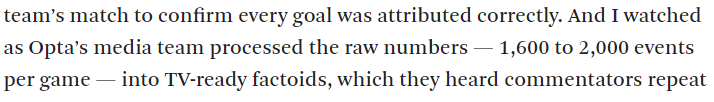 team’s match to confirm every goal was attributed correctly. And I watched
as Opta’s media team processed the raw numbers — 1,600 to 2,000 events
per game — into TV-ready factoids, which they heard commentators repeat